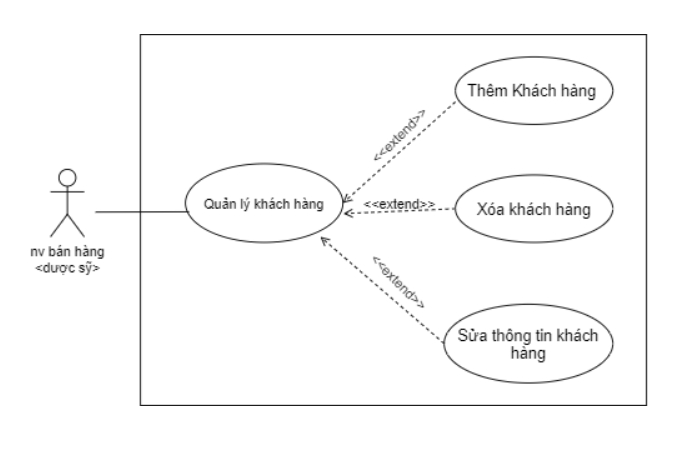 Thêm Khách hàng
<<extend>>
Quản lý khách hàng
<<extend>>
Xóa khách hàng
nv bán hàng
<dược sỹ>
<<extend>>
Sửa thông tin khách
hàng